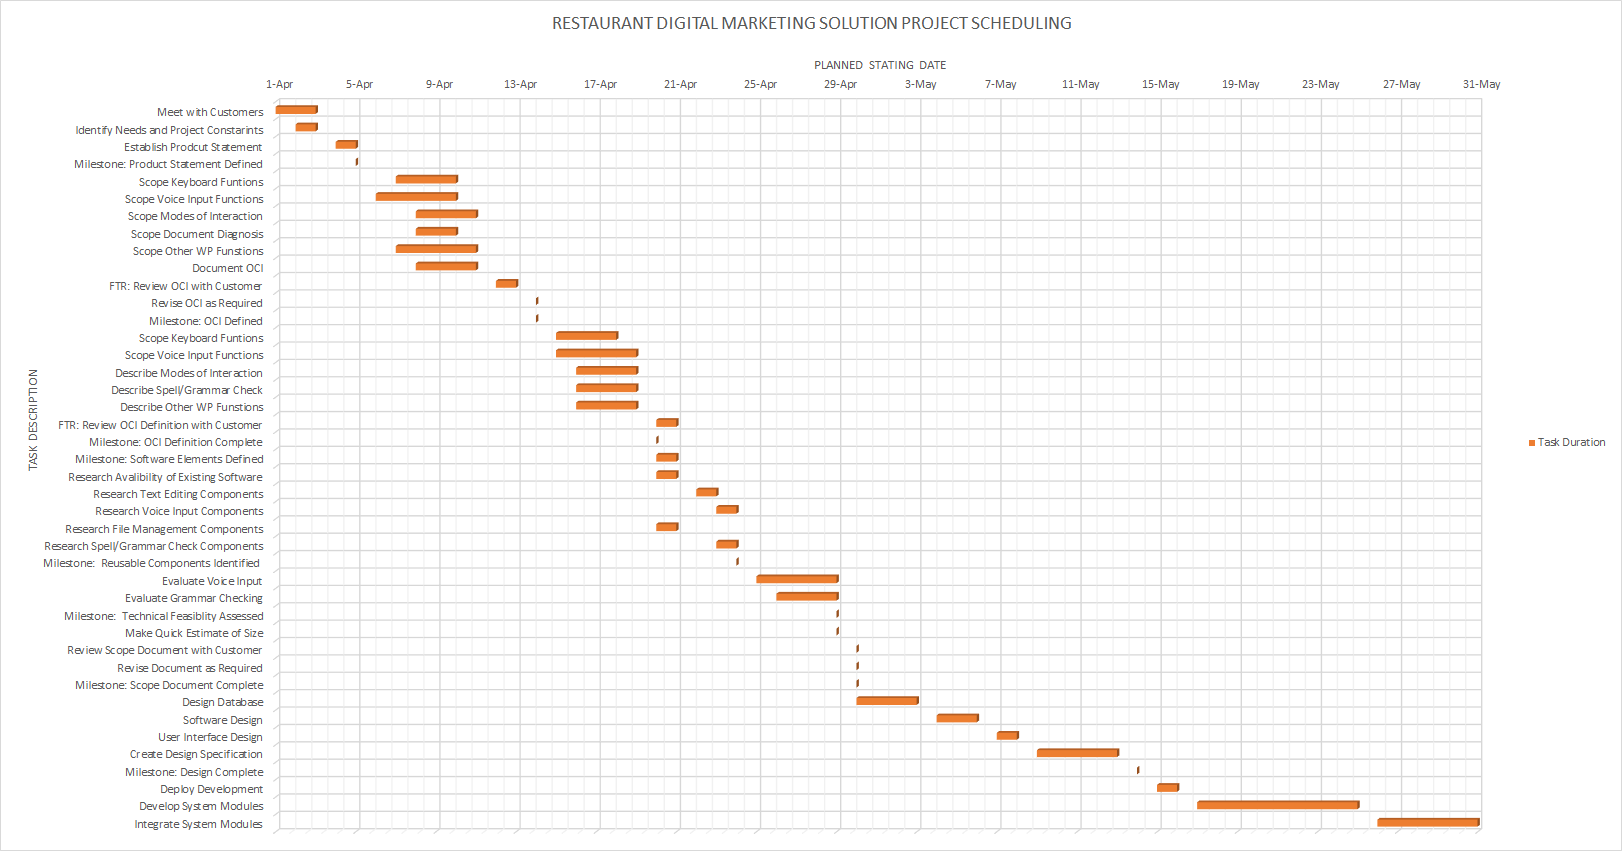 RESTAURANT DIGITAL MARKETING SOLUTION PROJECT SCHEDULING
PLANNED STATING DATE
1-Apr 5-Apr 9-Apr 13-Apr 17-Apr 21-Apr 25-Apr 29-Apr 3-May 7-May 11-May 15-May 19-May 23-May 27-May 31-May
TASK DESCRIPTION
Meet with Customers
Identify Needs and Project Constarints
Establish Prodcut Statement
Milestone: Product Statement Defined
Scope Keyboard Funtions
Scope Voice Input Functions
Scope Modes of Interaction
Scope Document Diagnosis
Scope Other WP Funstions
Document OCI
FTR: Review OCI with Customer
Revise OCI as Required
Milestone: OCI Defined
Scope Keyboard Funtions
Scope Voice Input Functions
Describe Modes of Interaction
Describe Spell/Grammar Check
Describe Other WP Funstions
FTR: Review OCI Definition with Customer
Milestone: OCI Definition Complete
Milestone: Software Elements Defined
Research Avalibility of Existing Software
Research Text Editing Components
Research Voice Input Components
Research File Management Components
Research Spell/Grammar Check Components
Milestone: Reusable Components Identified
Evaluate Voice Input
Evaluate Grammar Checking
Milestone: Technical Feasiblity Assessed
Make Quick Estimate of Size
Review Scope Document with Customer
Revise Document as Required
Milestone: Scope Document Complete
Design Database
Software Design
User Interface Design
Create Design Specification
Milestone: Design Complete
Deploy Development
Develop System Modules
Integrate System Modules
Task Duration